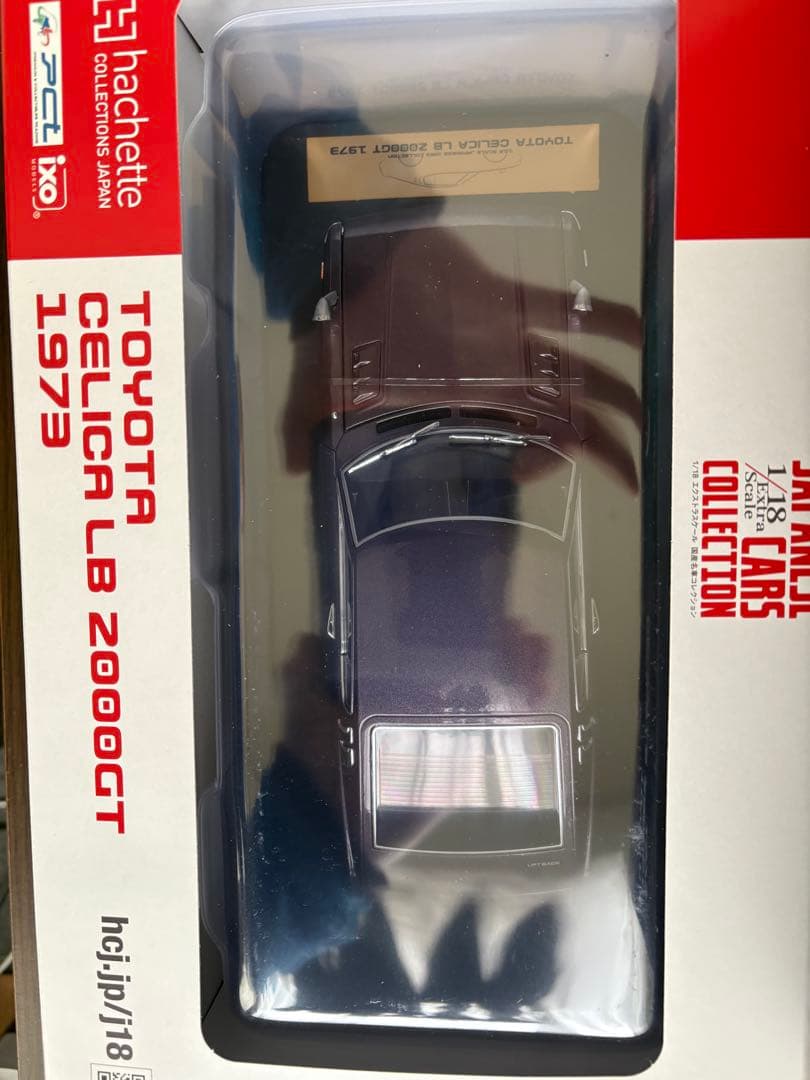 hachette
COLLECTIONS JAPAN
PCT
ixo
MODELS
®
TOYOTA
CELICA LB 2000GT
1973
hcj.jp/j18
TOYOTA CELICA LB 2000GT 1973
LIFTBACK
1/18
Extra
Scale
CARS
COLLECTION
1/18 エクストラスケール 国産名車コレクション